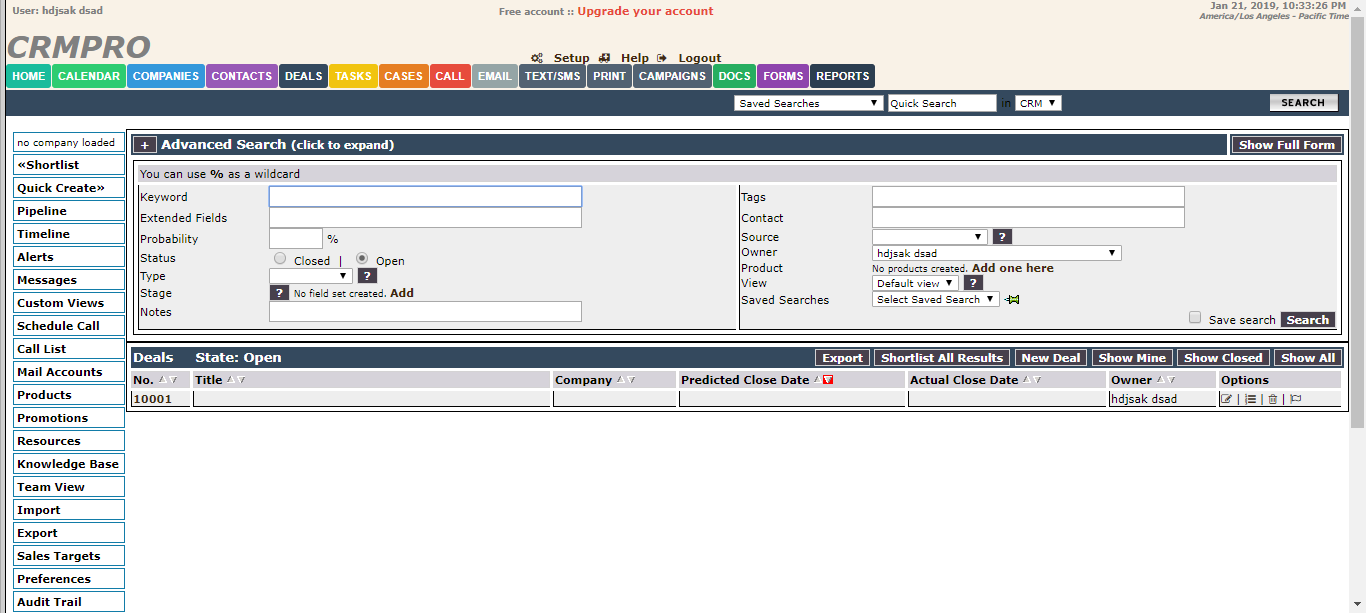 User: hdjsak dsad
Free account :: Upgrade your account
Jan 21, 2019, 10:33:26 PM
America/Los Angeles - Pacific Time
CRMPRO
Setup Help Logout
HOME CALENDAR COMPANIES CONTACTS DEALS TASKS CASES CALL EMAIL TEXT/SMS PRINT CAMPAIGNS DOCS FORMS REPORTS
Saved Searches Quick Search in CRM SEARCH
no company loaded
«Shortlist
Quick Create»
Pipeline
Timeline
Alerts
Messages
Custom Views
Schedule Call
Call List
Mail Accounts
Products
Promotions
Resources
Knowledge Base
Team View
Import
Export
Sales Targets
Preferences
Audit Trail
+ Advanced Search (click to expand) Show Full Form
You can use % as a wildcard
Keyword
Extended Fields
Probability %
Status Closed | Open
Type ?
Stage ? No field set created. Add
Notes
Tags
Contact
Source ?
Owner hdjsak dsad
Product No products created. Add one here
View Default view ?
Saved Searches Select Saved Search
Save search Search
Deals State: Open Export Shortlist All Results New Deal Show Mine Show Closed Show All
No. Title Company Predicted Close Date Actual Close Date Owner Options
10001 hdjsak dsad | | |